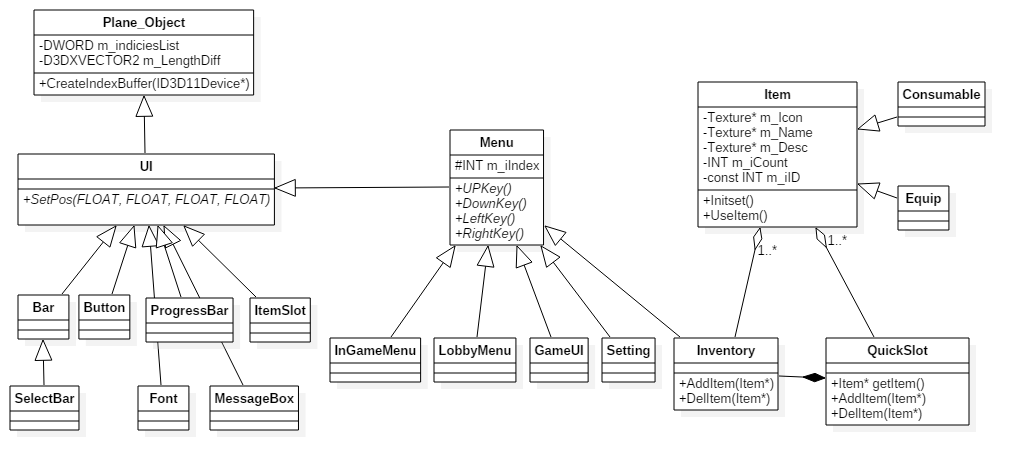 Plane_Object
-DWORD m_indiciesList
-D3DXVECTOR2 m_LengthDiff
+CreateIndexBuffer(ID3D11Device*)
UI
+SetPos(FLOAT, FLOAT, FLOAT, FLOAT)
Menu
#INT m_iIndex
+UPKey()
+DownKey()
+LeftKey()
+RightKey()
Item
-Texture* m_Icon
-Texture* m_Name
-Texture* m_Desc
-INT m_iCount
-const INT m_iID
+Initset()
+UseItem()
Consumable
Equip
1..*
1..*
Bar
Button
ProgressBar
ItemSlot
SelectBar
Font
MessageBox
InGameMenu
LobbyMenu
GameUI
Setting
Inventory
+AddItem(Item*)
+DelItem(Item*)
QuickSlot
+Item* getItem()
+AddItem(Item*)
+DelItem(Item*)